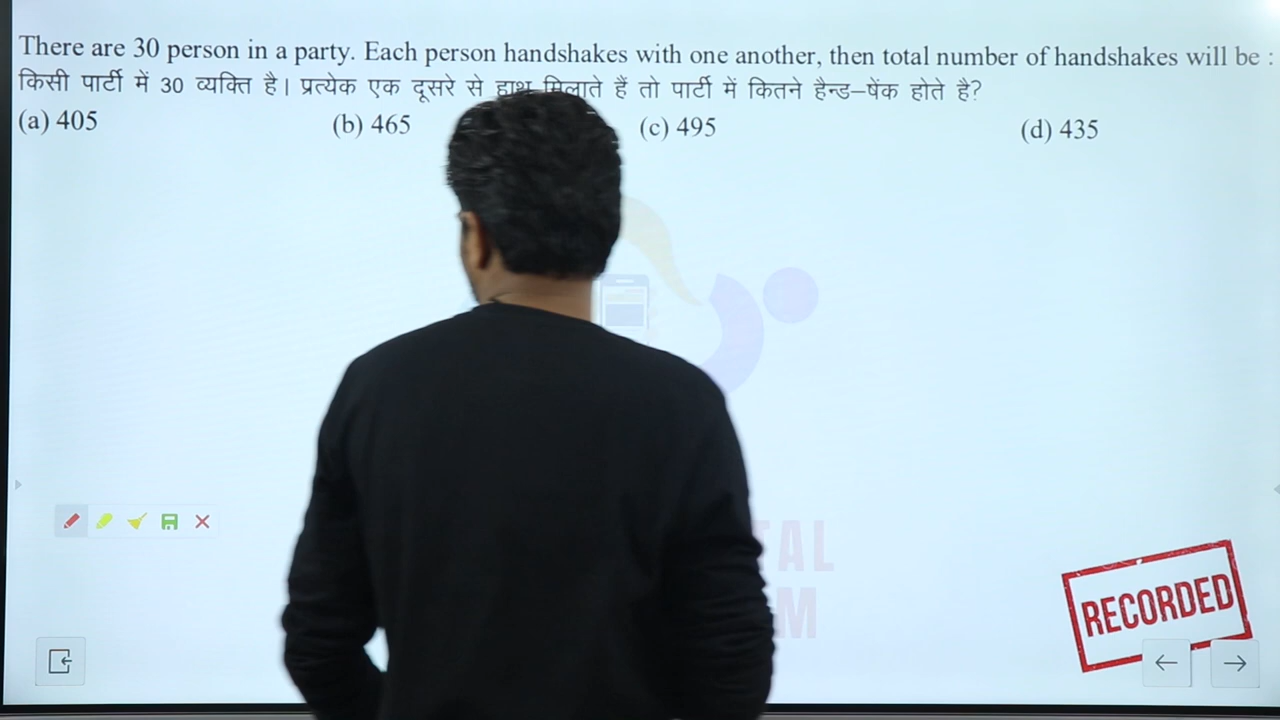 There are 30 person in a party. Each person handshakes with one another, then total number of handshakes will be :
किसी पार्टी में 30 व्यक्ति है। प्रत्येक एक दूसरे से हाथ मिलाते हैं तो पार्टी में कितने हैन्ड–षेंक होते है?
(a) 405 (b) 465 (c) 495 (d) 435
RECORDED